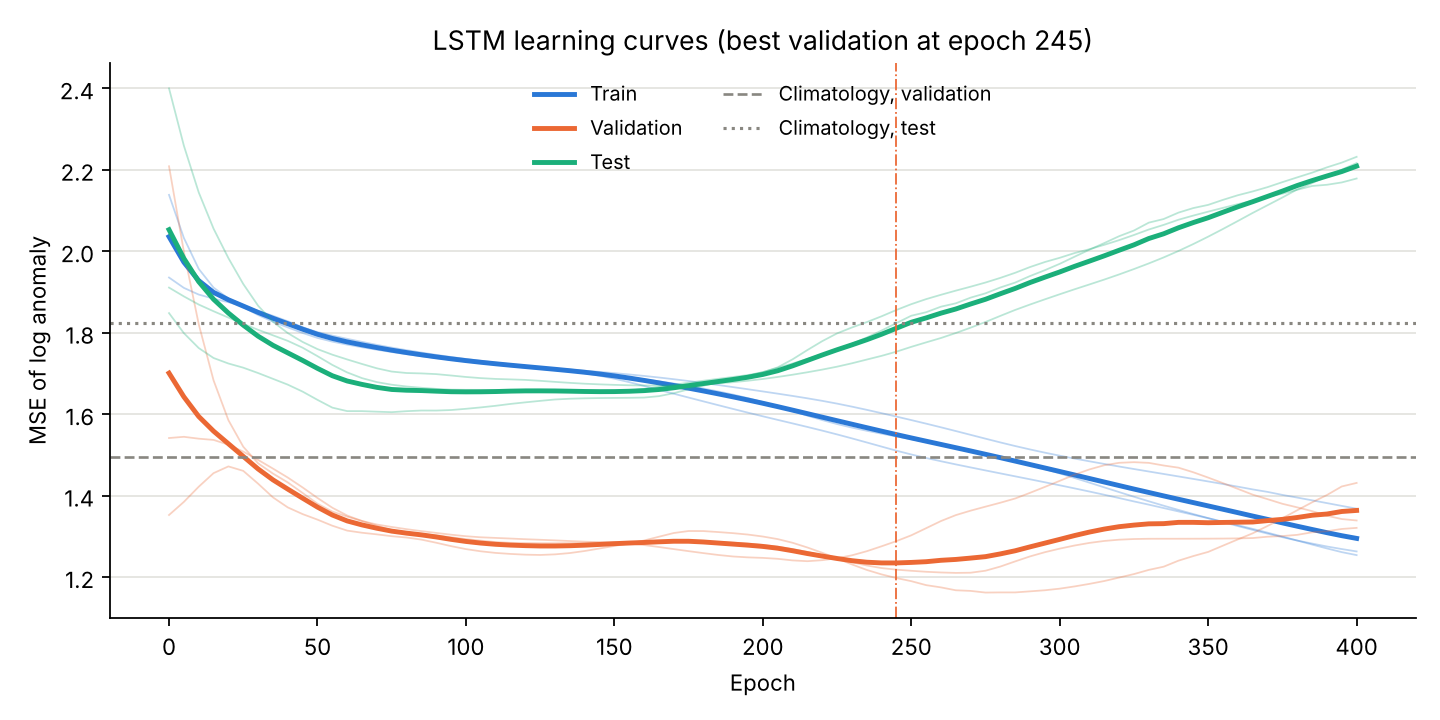 LSTM learning curves (best validation at epoch 245)
Train
Validation
Test
Climatology, validation
Climatology, test
MSE of log anomaly
2.4
2.2
2.0
1.8
1.6
1.4
1.2
0 50 100 150 200 250 300 350 400
Epoch